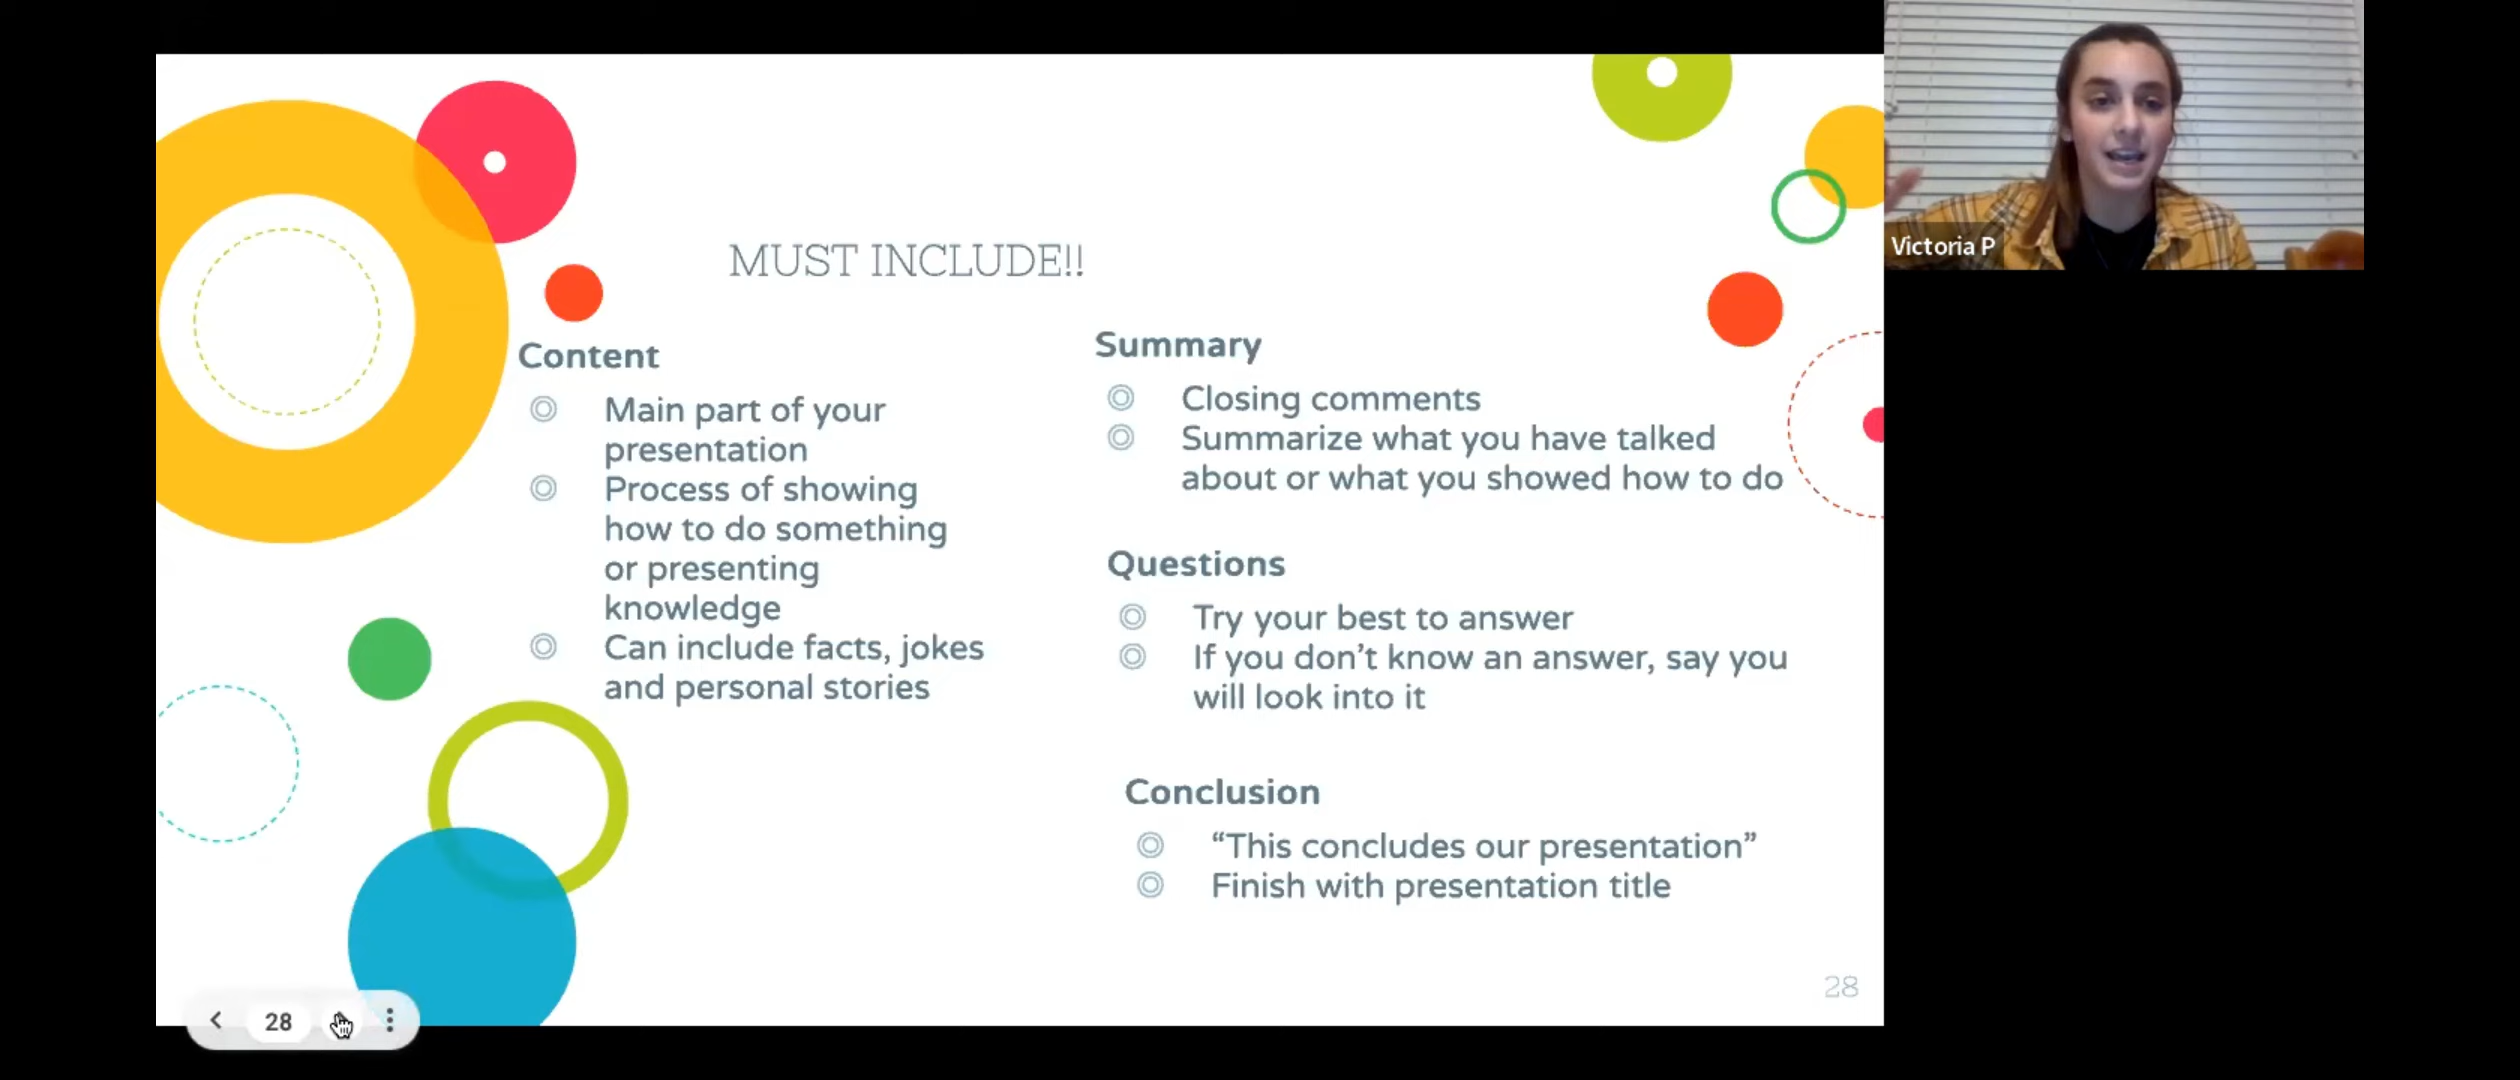 MUST INCLUDE!!
Content
Main part of your
presentation
Process of showing
how to do something
or presenting
knowledge
Can include facts, jokes
and personal stories
Summary
Closing comments
Summarize what you have talked
about or what you showed how to do
Questions
Try your best to answer
If you don’t know an answer, say you
will look into it
Conclusion
“This concludes our presentation”
Finish with presentation title
28
28
Victoria P